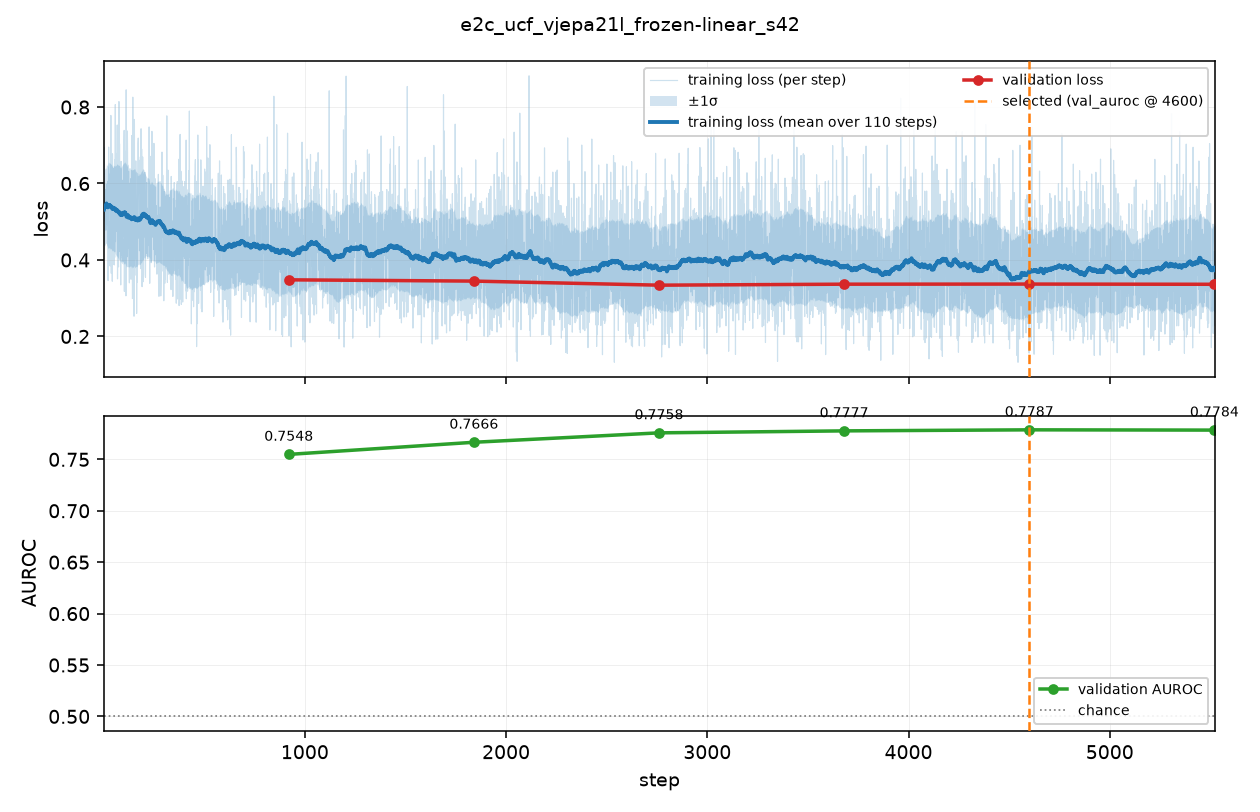 e2c_ucf_vjepa21l_frozen-linear_s42
training loss (per step)
±1σ
training loss (mean over 110 steps)
validation loss
selected (val_auroc @ 4600)
loss
0.8
0.6
0.4
0.2
0.7548
0.7666
0.7758
0.7777
0.7787
0.7784
AUROC
0.75
0.70
0.65
0.60
0.55
0.50
validation AUROC
chance
1000
2000
3000
4000
5000
step